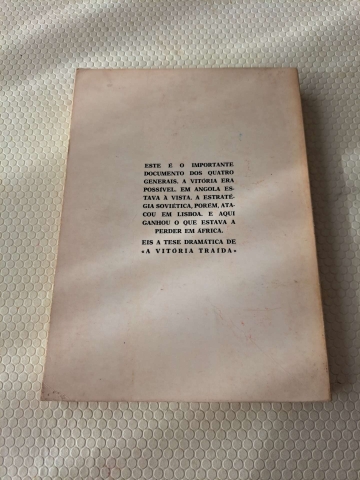 ESTE É O IMPORTANTE
DOCUMENTO DOS QUATRO
GENERAIS. A VITÓRIA ERA
POSSÍVEL. EM ANGOLA ES-
TAVA À VISTA. A ESTRATÉ-
GIA SOVIÉTICA, PORÉM, ATA-
COU EM LISBOA. E AQUI
GANHOU O QUE ESTAVA A
PERDER EM ÁFRICA.
EIS A TESE DRAMÁTICA DE
«A VITÓRIA TRAÍDA»